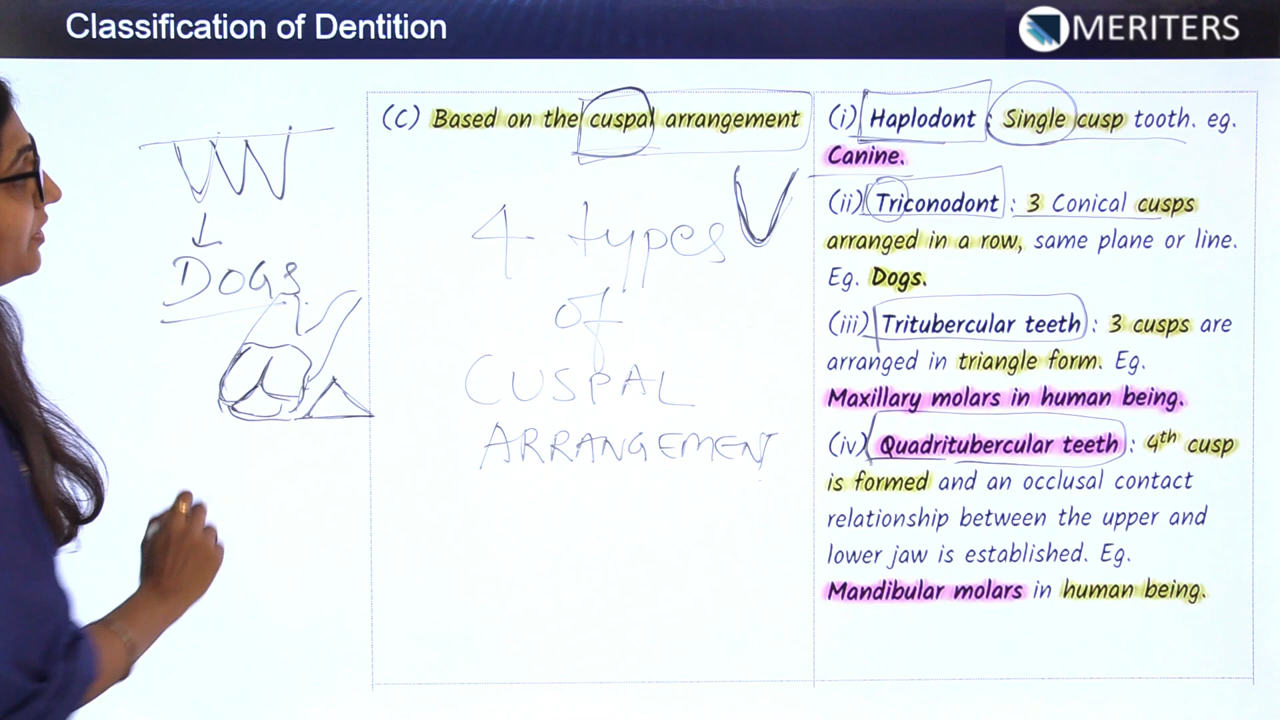 Classification of Dentition
MERITERS
DOGS
(C) Based on the cuspal arrangement
4 types
of
CUSPAL
ARRANGEMENT
(i) Haplodont : Single cusp tooth. eg.
Canine.
(ii) Triconodont : 3 Conical cusps
arranged in a row, same plane or line.
Eg. Dogs.
(iii) Tritubercular teeth : 3 cusps are
arranged in triangle form. Eg.
Maxillary molars in human being.
(iv) Quadritubercular teeth : 4th cusp
is formed and an occlusal contact
relationship between the upper and
lower jaw is established. Eg.
Mandibular molars in human being.